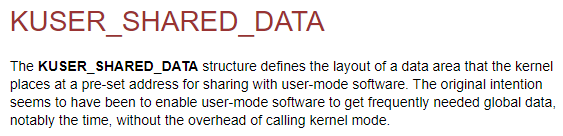 KUSER_SHARED_DATA
The KUSER_SHARED_DATA structure defines the layout of a data area that the kernel
places at a pre-set address for sharing with user-mode software. The original intention
seems to have been to enable user-mode software to get frequently needed global data,
notably the time, without the overhead of calling kernel mode.